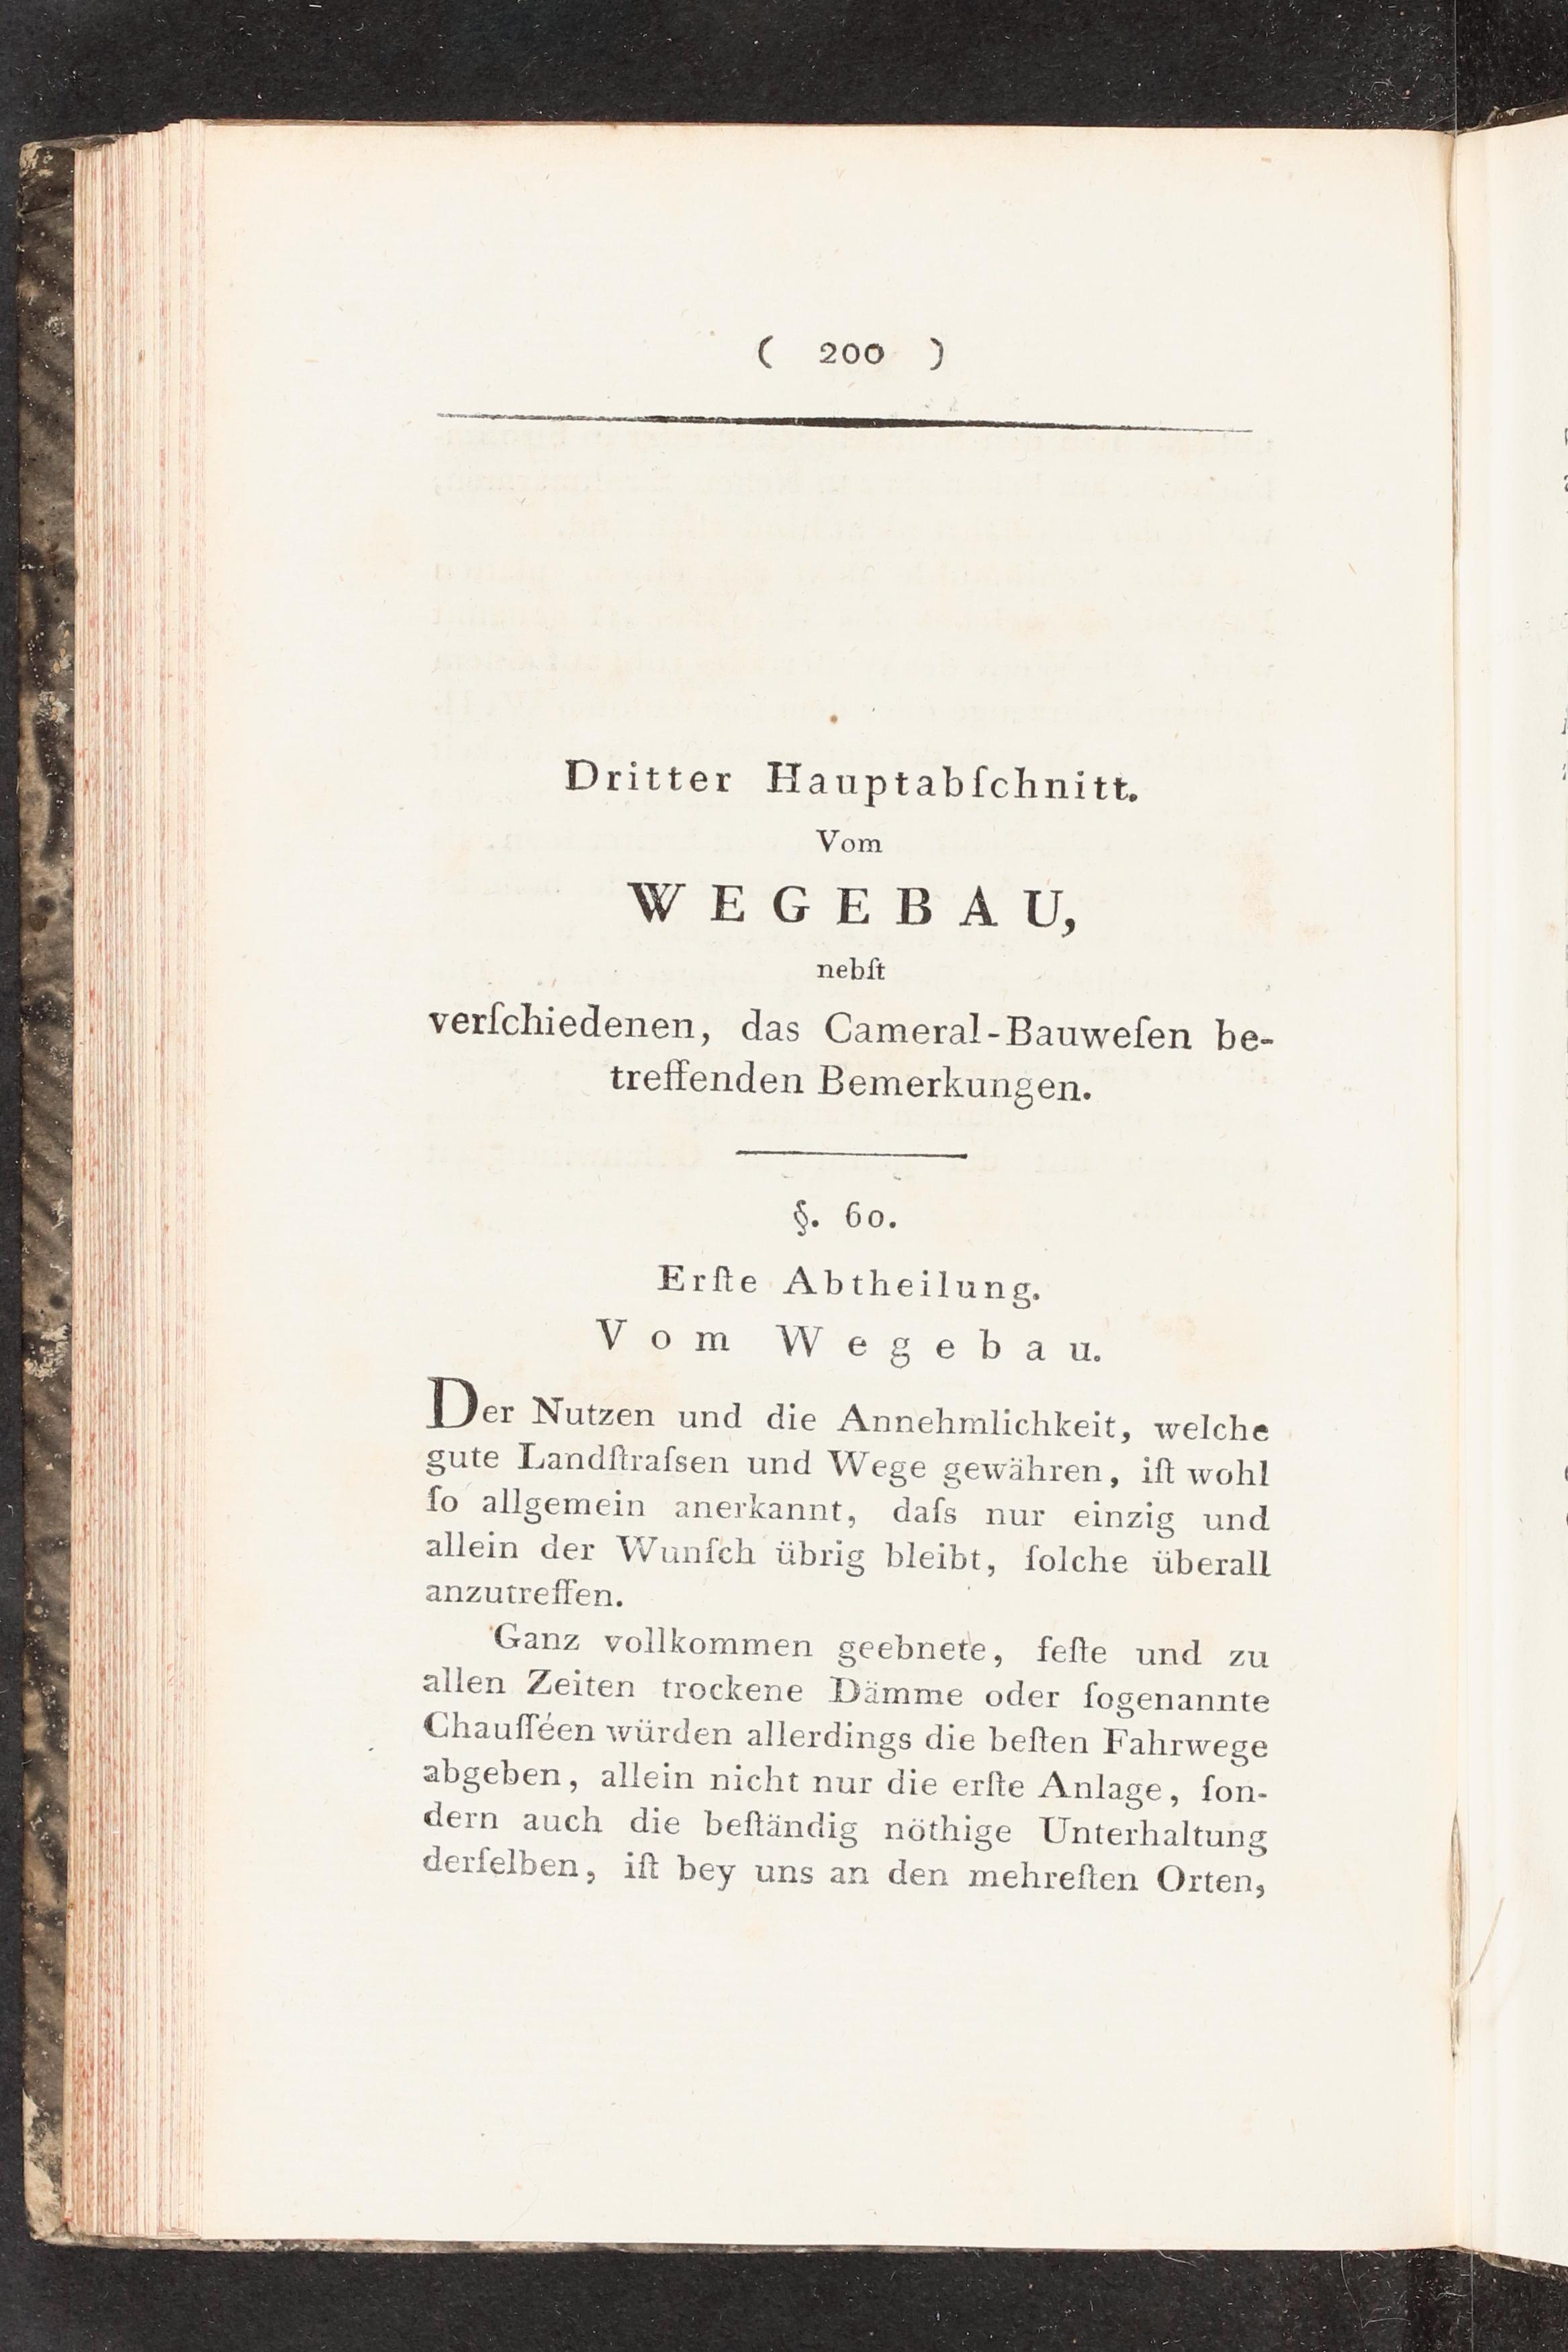 ( 200 )
Dritter Hauptabſchnitt.
Vom
WEGEBAU,
nebſt
verſchiedenen, das Cameral-Bauweſen be-
treffenden Bemerkungen.
§. 60.
Erſte Abtheilung.
Vom Wegebau.
Der Nutzen und die Annehmlichkeit, welche
gute Landſtraſsen und Wege gewähren, iſt wohl
ſo allgemein anerkannt, daſs nur einzig und
allein der Wunſch übrig bleibt, ſolche überall
anzutreffen.
Ganz vollkommen geebnete, feſte und zu
allen Zeiten trockene Dämme oder ſogenannte
Chauſſéen würden allerdings die beſten Fahrwege
abgeben, allein nicht nur die erſte Anlage, ſon-
dern auch die beſtändig nöthige Unterhaltung
derſelben, iſt bey uns an den mehreſten Orten,